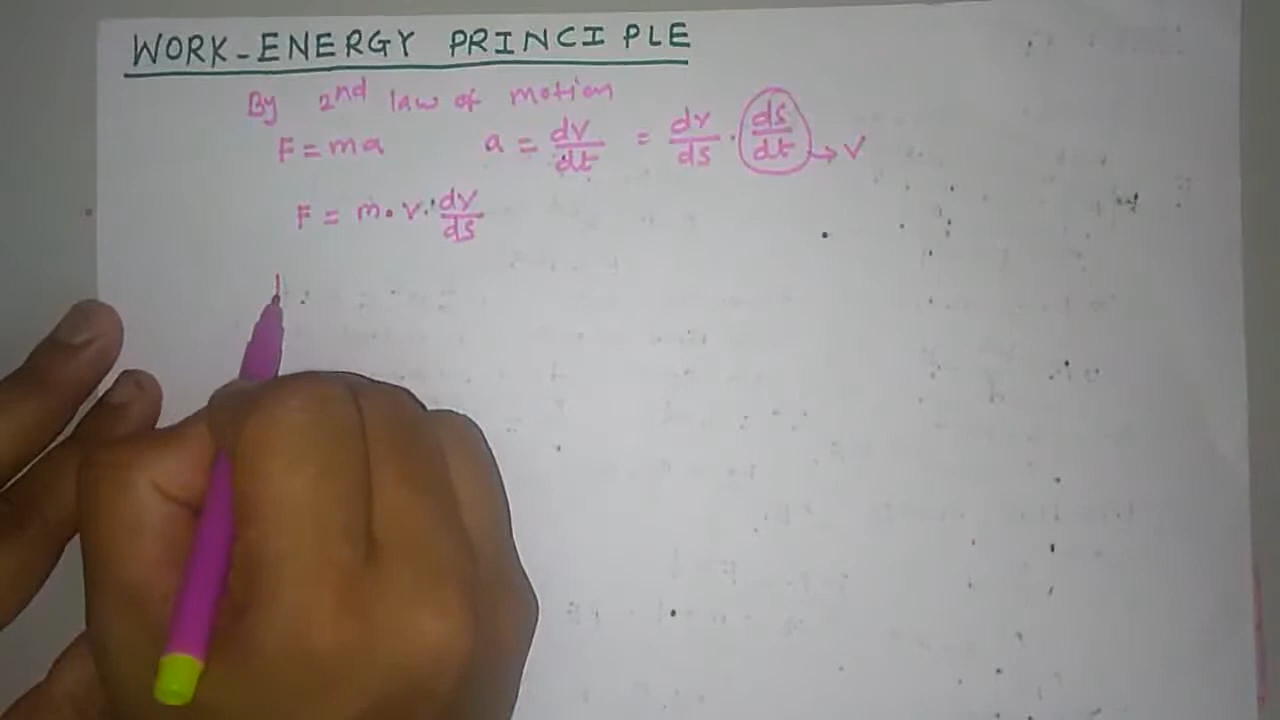 WORK-ENERGY PRINCIPLE
By 2nd law of motion
F = ma a = dv/dt = dv/ds . ds/dt → V
F = m . v . dv/ds